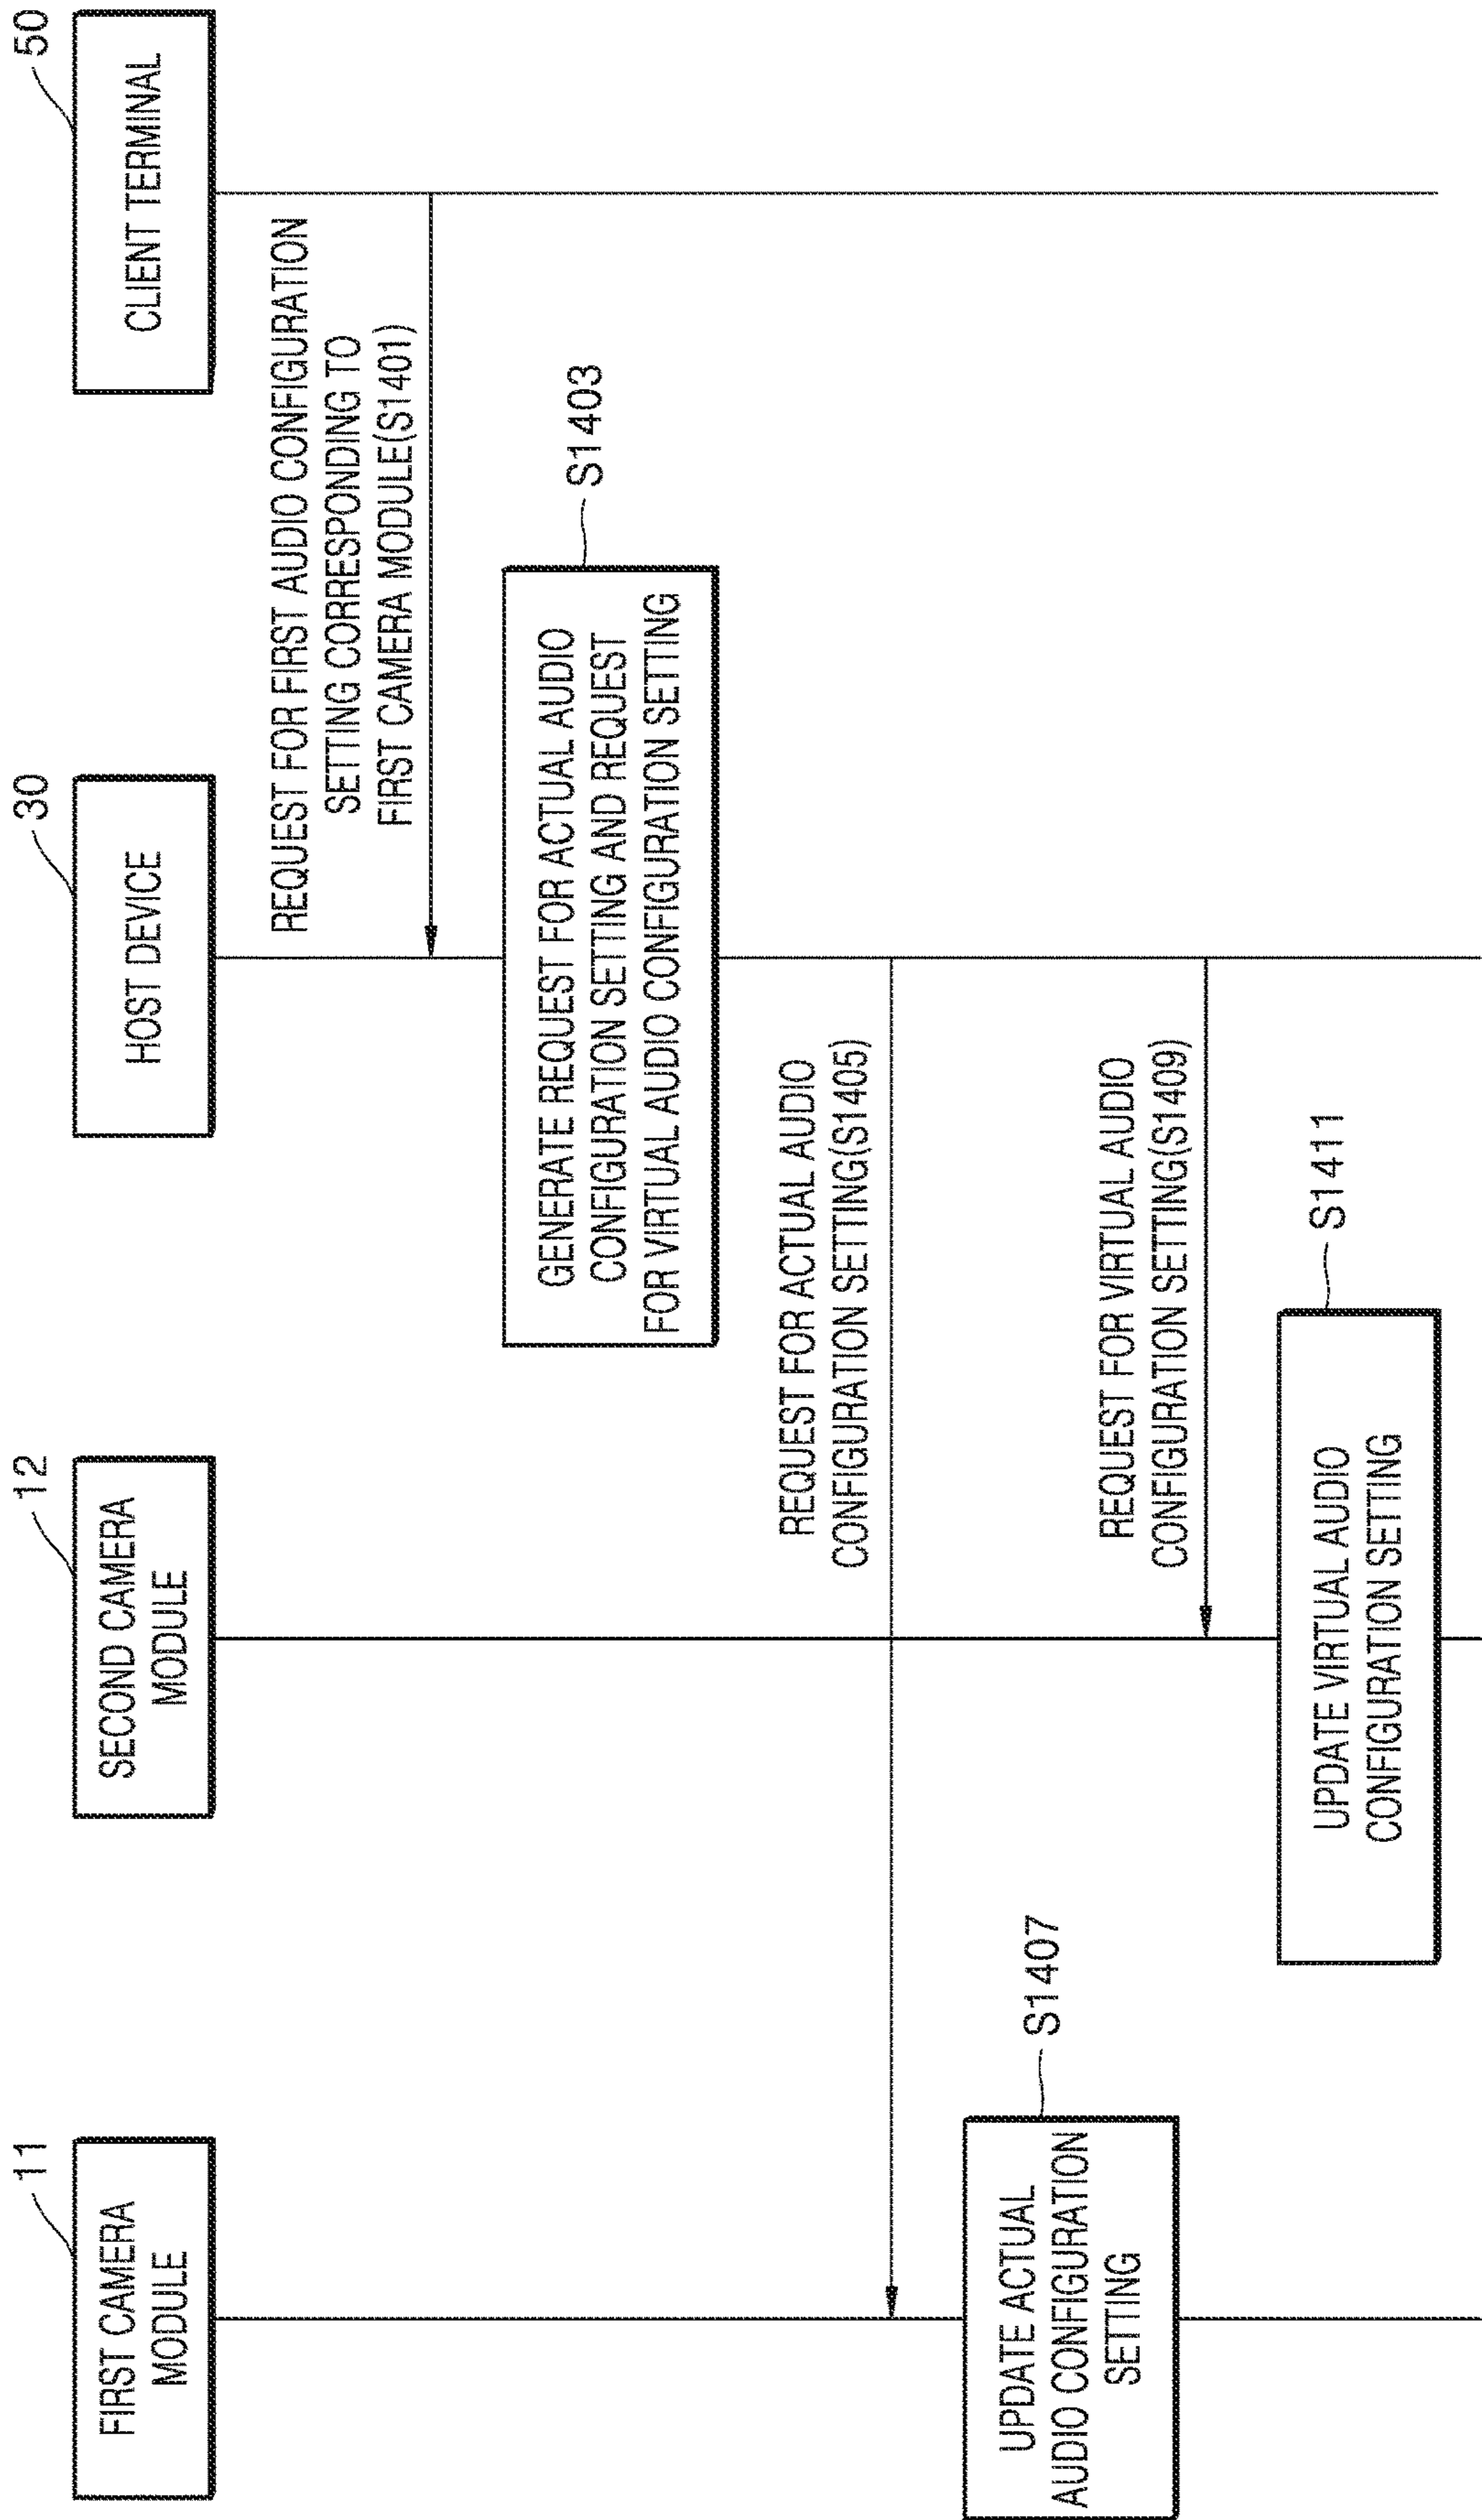 11
FIRST CAMERA
MODULE
12
SECOND CAMERA
MODULE
30
HOST DEVICE
50
CLIENT TERMINAL
REQUEST FOR FIRST AUDIO CONFIGURATION
SETTING CORRESPONDING TO
FIRST CAMERA MODULE(S1401)
S1403
GENERATE REQUEST FOR ACTUAL AUDIO
CONFIGURATION SETTING AND REQUEST
FOR VIRTUAL AUDIO CONFIGURATION SETTING
REQUEST FOR ACTUAL AUDIO
CONFIGURATION SETTING(S1405)
S1407
UPDATE ACTUAL
AUDIO CONFIGURATION
SETTING
REQUEST FOR VIRTUAL AUDIO
CONFIGURATION SETTING(S1409)
S1411
UPDATE VIRTUAL AUDIO
CONFIGURATION SETTING